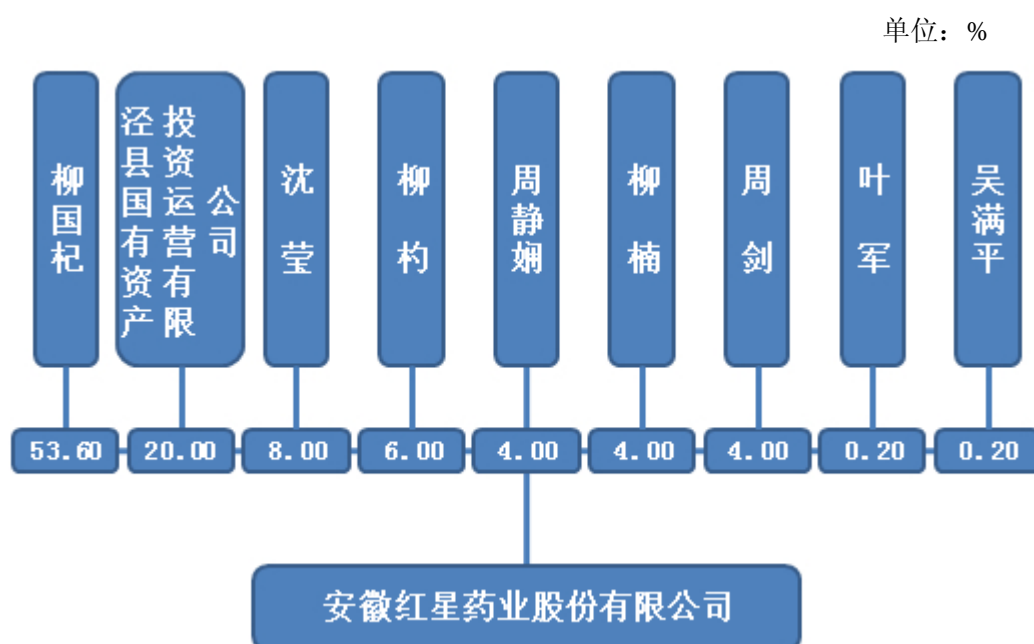 单位：%
柳国杞
泾县国有资产
投资运营有限
公司
沈莹
柳杓
周静娴
柳楠
周剑
叶军
吴满平
53.60
20.00
8.00
6.00
4.00
4.00
4.00
0.20
0.20
安徽红星药业股份有限公司